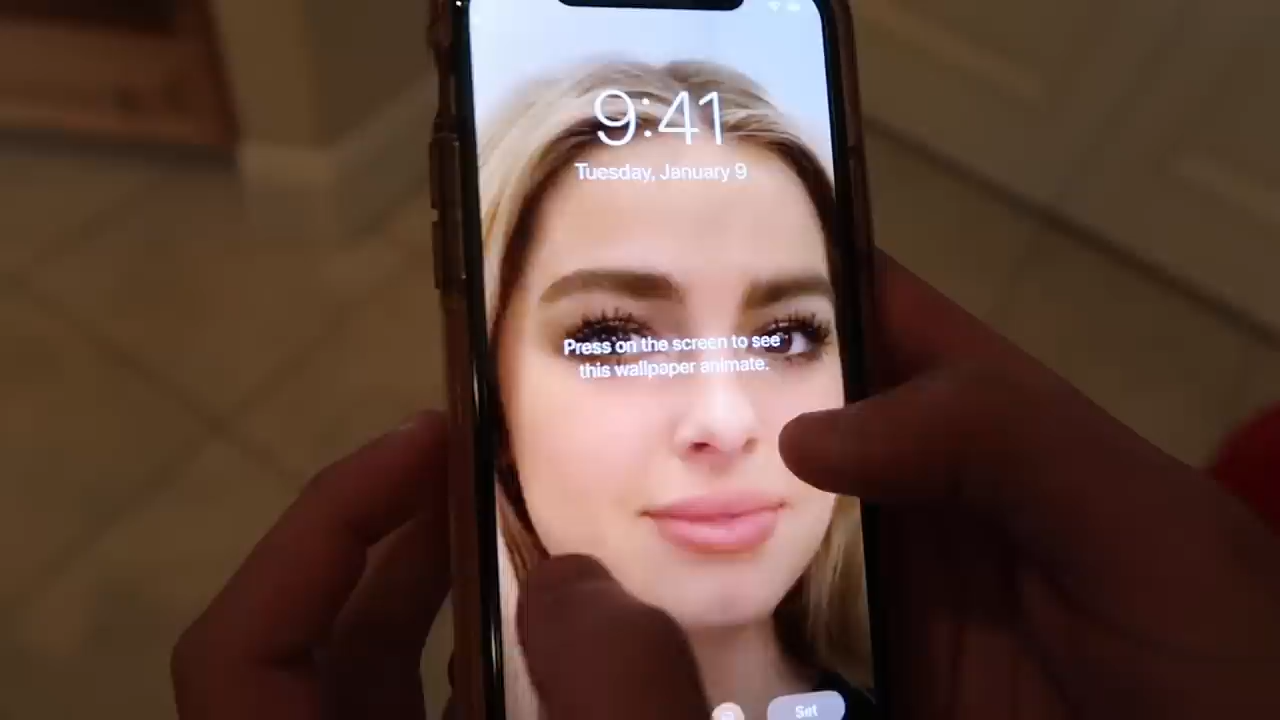 9:41
Tuesday, January 9
Press on the screen to see
this wallpaper animate.
Set